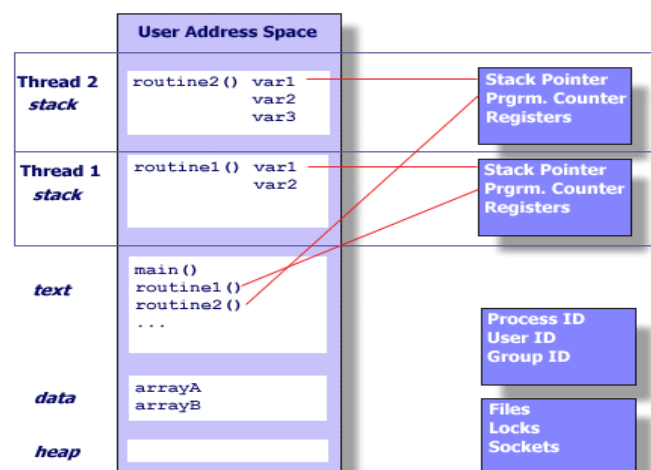 User Address Space
Thread 2
stack
routine2() var1
var2
var3
Stack Pointer
Prgrm. Counter
Registers
Thread 1
stack
routine1() var1
var2
Stack Pointer
Prgrm. Counter
Registers
text
main()
routine1()
routine2()
...
Process ID
User ID
Group ID
data
arrayA
arrayB
Files
Locks
Sockets
heap